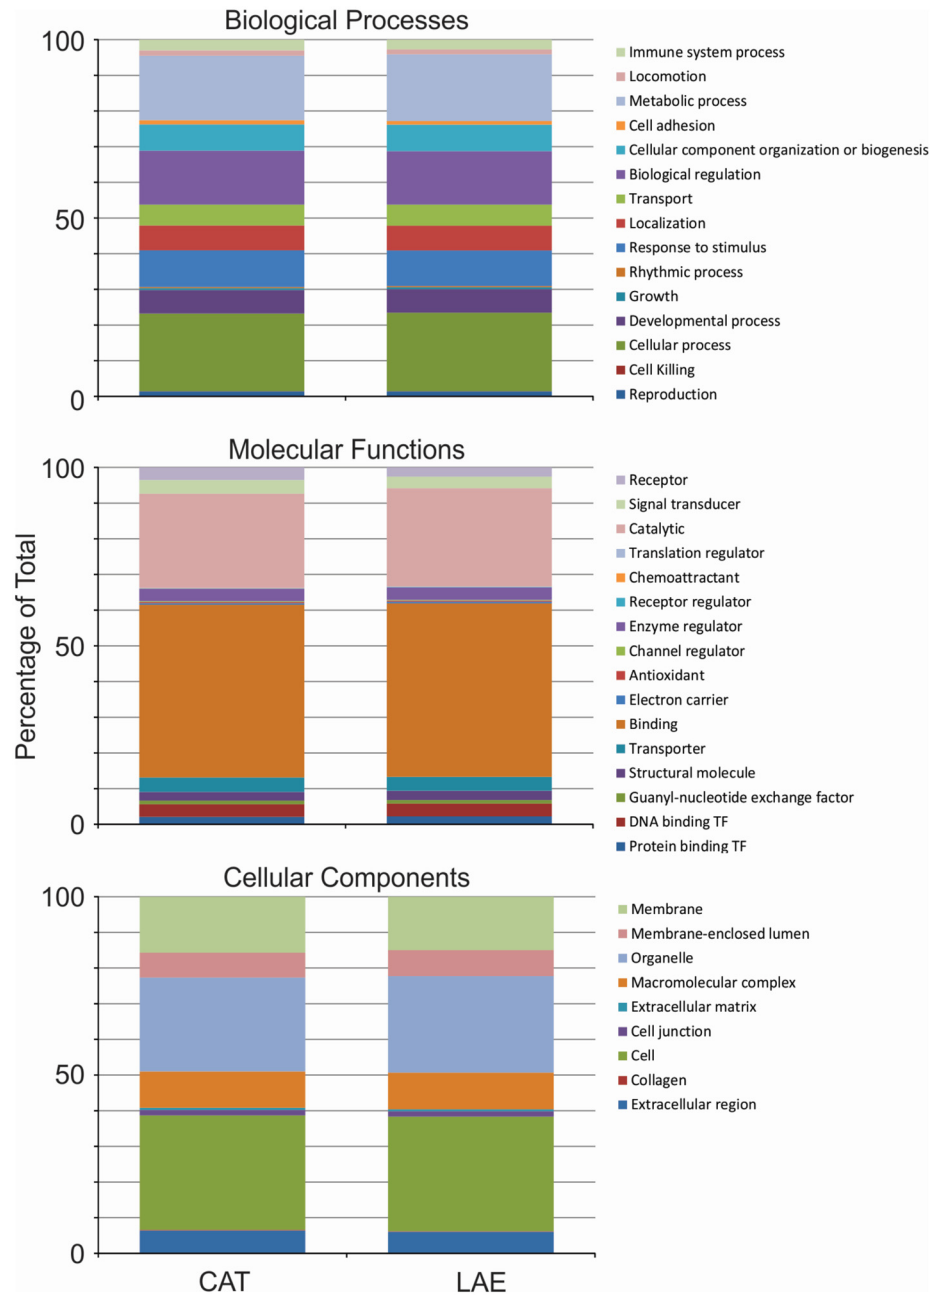 Biological Processes
100
50
0
Immune system process
Locomotion
Metabolic process
Cell adhesion
Cellular component organization or biogenesis
Biological regulation
Transport
Localization
Response to stimulus
Rhythmic process
Growth
Developmental process
Cellular process
Cell Killing
Reproduction
Percentage of Total
Molecular Functions
100
50
0
Receptor
Signal transducer
Catalytic
Translation regulator
Chemoattractant
Receptor regulator
Enzyme regulator
Channel regulator
Antioxidant
Electron carrier
Binding
Transporter
Structural molecule
Guanyl-nucleotide exchange factor
DNA binding TF
Protein binding TF
Cellular Components
100
50
0
Membrane
Membrane-enclosed lumen
Organelle
Macromolecular complex
Extracellular matrix
Cell junction
Cell
Collagen
Extracellular region
CAT
LAE